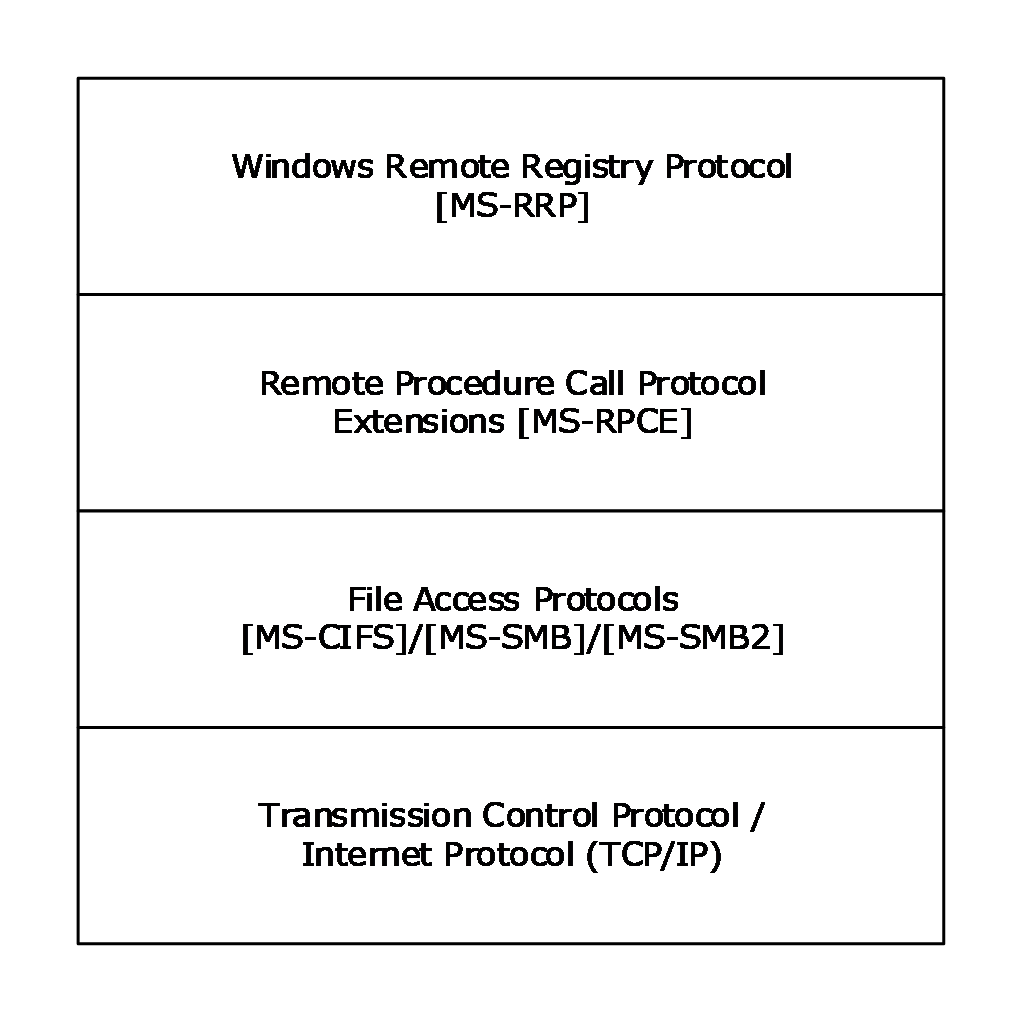 Windows Remote Registry Protocol
[MS-RRP]
Remote Procedure Call Protocol
Extensions [MS-RPCE]
File Access Protocols
[MS-CIFS]/[MS-SMB]/[MS-SMB2]
Transmission Control Protocol /
Internet Protocol (TCP/IP)